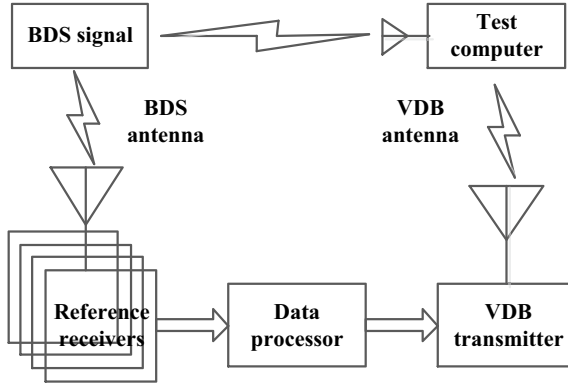 BDS signal
Test
computer
BDS
antenna
VDB
antenna
Reference
receivers
Data
processor
VDB
transmitter